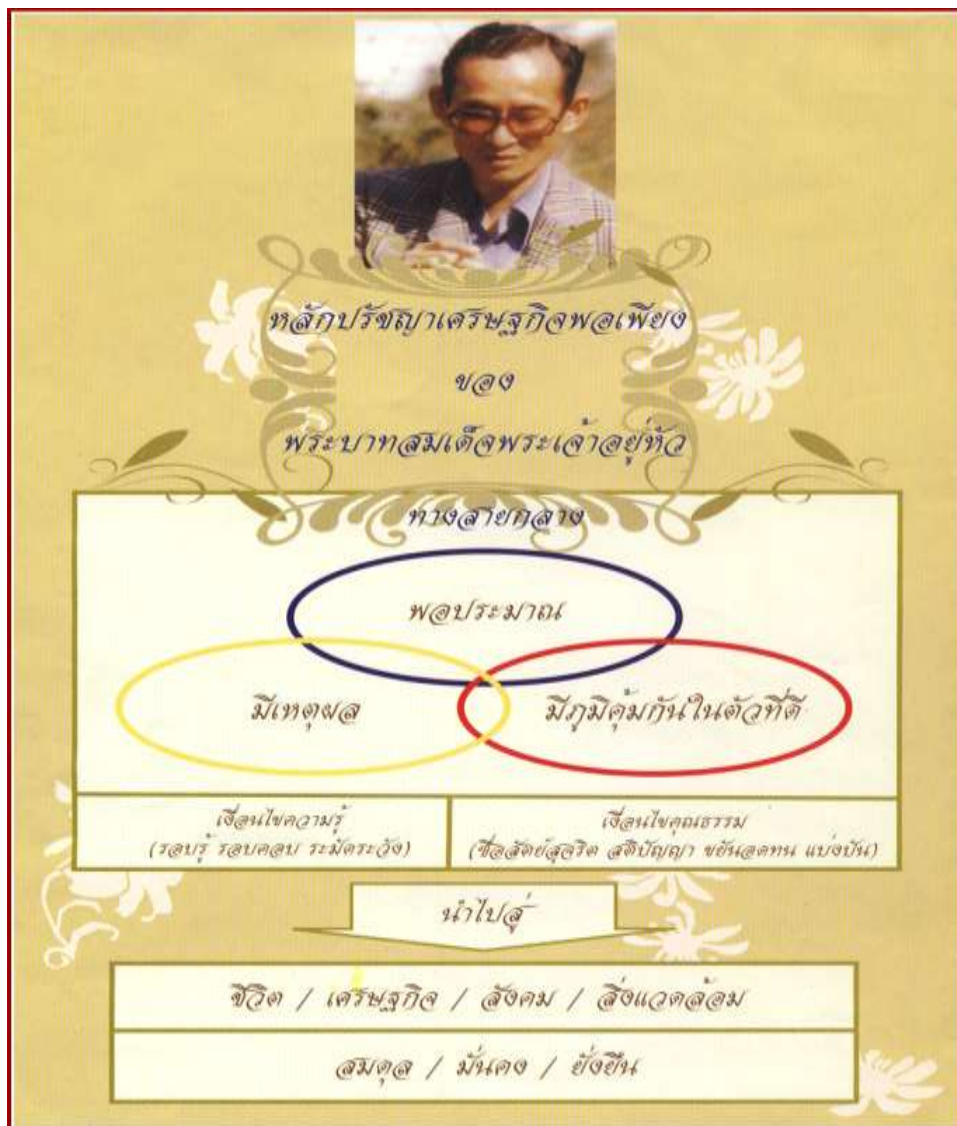 หลักปรัชญาเศรษฐกิจพอเพียง
ของ
พระบาทสมเด็จพระเจ้าอยู่หัว
ทางสายกลาง
พอประมาณ
มีเหตุผล
มีภูมิคุ้มกันในตัวที่ดี
เงื่อนไขความรู้
(รอบรู้ รอบคอบ ระมัดระวัง)
เงื่อนไขคุณธรรม
(ซื่อสัตย์สุจริต สติปัญญา ขยันอดทน แบ่งปัน)
นำไปสู่
ชีวิต / เศรษฐกิจ / สังคม / สิ่งแวดล้อม
สมดุล / มั่นคง / ยั่งยืน